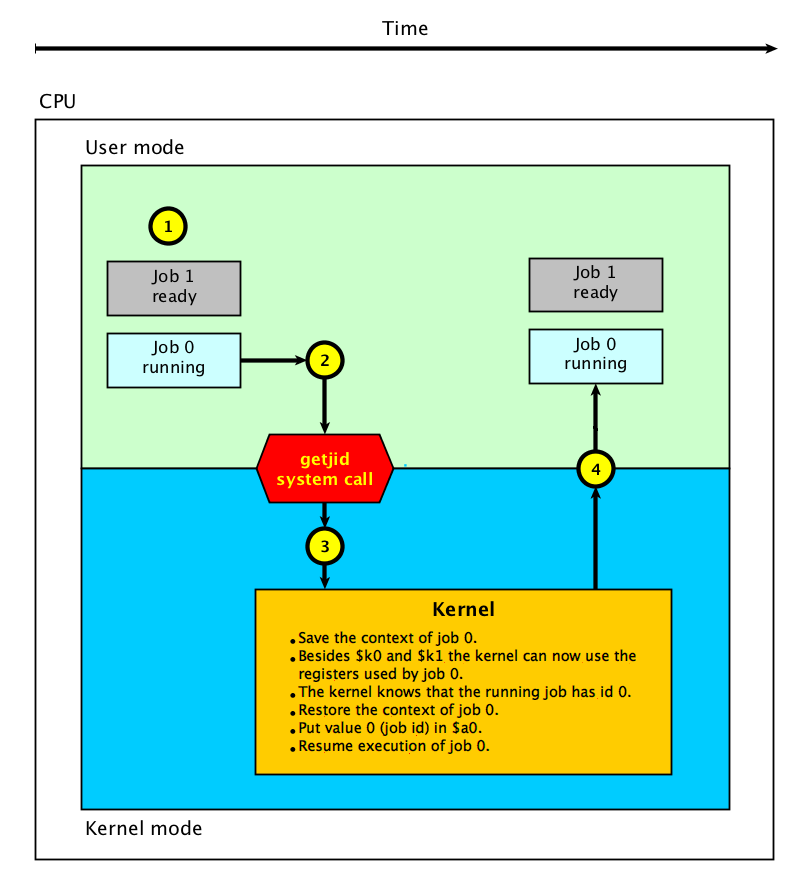 Time
CPU
User mode
1
Job 1
ready
Job 1
ready
Job 0
running
2
Job 0
running
getjid
system call
4
3
Kernel
• Save the context of job 0.
• Besides $k0 and $k1 the kernel can now use the
registers used by job 0.
• The kernel knows that the running job has id 0.
• Restore the context of job 0.
• Put value 0 (job id) in $a0.
• Resume execution of job 0.
Kernel mode